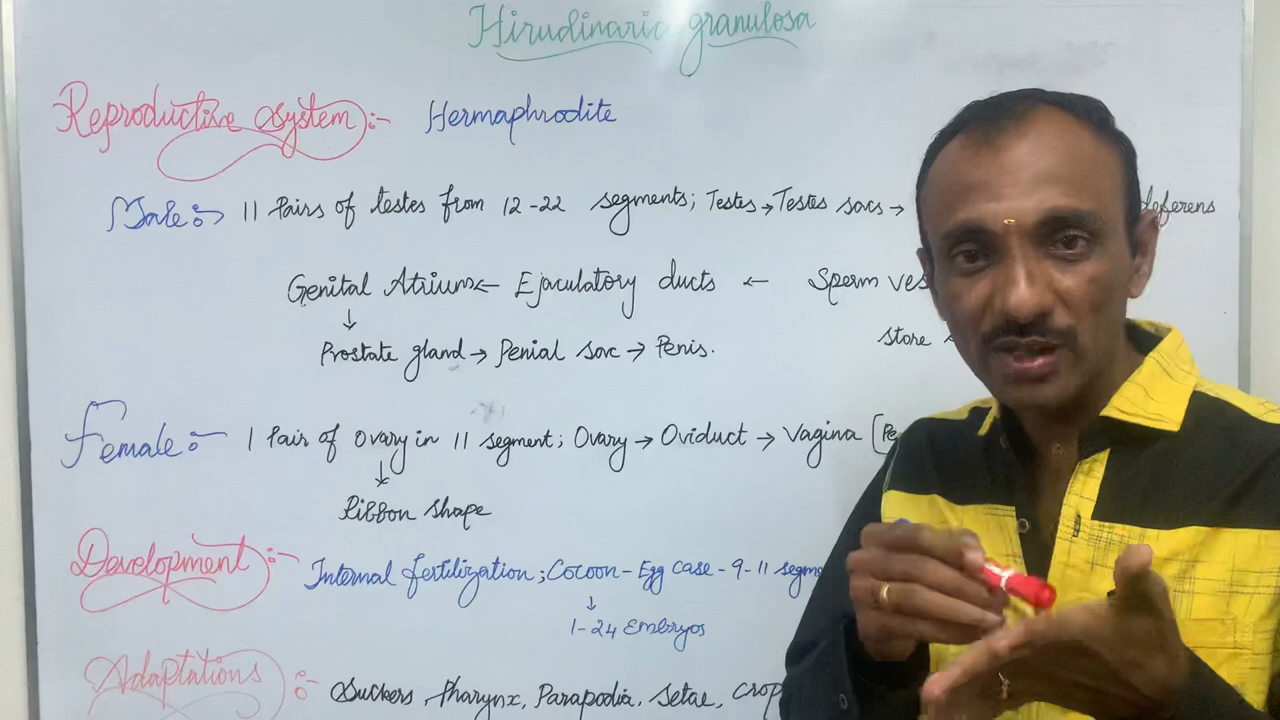 Hirudinaria granulosa
Reproductive System:- Hermaphrodite
Male:- 11 Pairs of testes from 12-22 segments; Testes → Testes sacs → deferens
Genital Atrium ← Ejaculatory ducts ← Sperm ves
↓
Prostate gland → Penial sac → Penis. store
Female:- 1 Pair of Ovary in 11 segment; Ovary → Oviduct → Vagina [Pe
↓
Ribbon shape
Development:- Internal fertilization; Cocoon - Egg case - 9-11 segme
↓
1-24 Embryos
Adaptations:- Suckers, Pharynx, Parapodia, Setae, crop